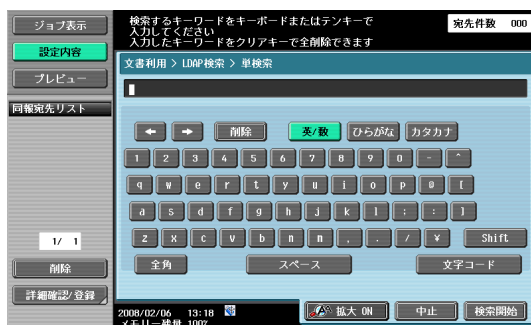 ジョブ表示
設定内容
プレビュー
同報宛先リスト
1/ 1
削除
詳細確認/登録
検索するキーワードをキーボードまたはテンキーで
入力してください
入力したキーワードをクリアキーで全削除できます
宛先件数 000
文書利用 > LDAP検索 > 単検索
← → 削除 英/数 ひらがな カタカナ
1 2 3 4 5 6 7 8 9 0 - ^
q w e r t y u i o p @ [
a s d f g h j k l ; : ]
z x c v b n m , . / ¥ Shift
全角 スペース 文字コード
2008/02/06 13:18
メモリー残量 100%
拡大 ON 中止 検索開始